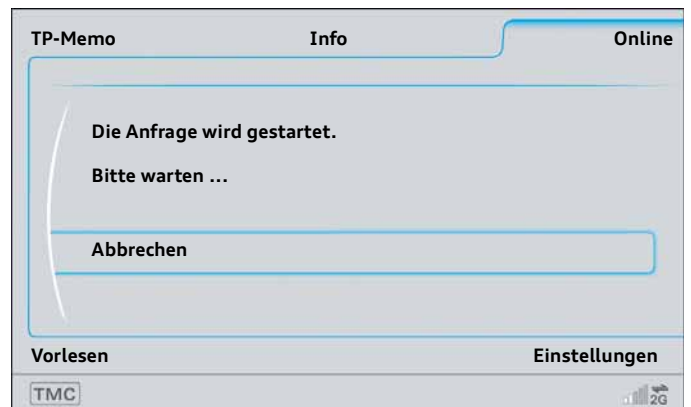 TP-Memo Info Online
Die Anfrage wird gestartet.
Bitte warten ...
Abbrechen
Vorlesen Einstellungen
TMC 2G